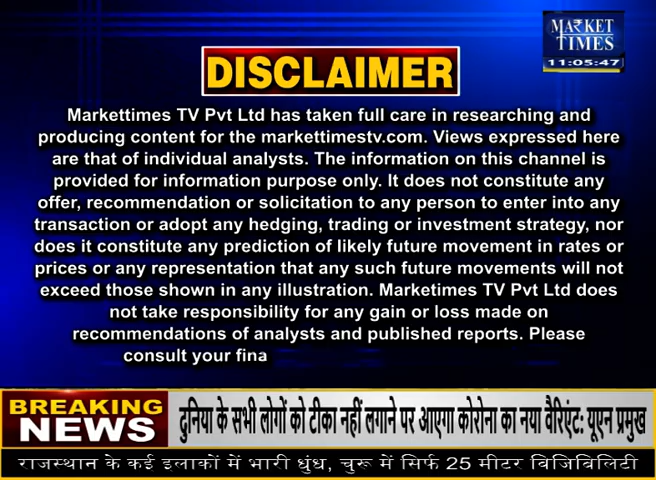 MARKET
TIMES
11:05:47
DISCLAIMER
Markettimes TV Pvt Ltd has taken full care in researching and
producing content for the markettimestv.com. Views expressed here
are that of individual analysts. The information on this channel is
provided for information purpose only. It does not constitute any
offer, recommendation or solicitation to any person to enter into any
transaction or adopt any hedging, trading or investment strategy, nor
does it constitute any prediction of likely future movement in rates or
prices or any representation that any such future movements will not
exceed those shown in any illustration. Marketimes TV Pvt Ltd does
not take responsibility for any gain or loss made on
recommendations of analysts and published reports. Please
consult your fina
BREAKING
NEWS
दुनिया के सभी लोगों को टीका नहीं लगाने पर आएगा कोरोना का नया वैरिएंट: यूएन प्रमुख
राजस्थान के कई इलाकों में भारी धुंध, चुरू में सिर्फ 25 मीटर विजिबिलिटी